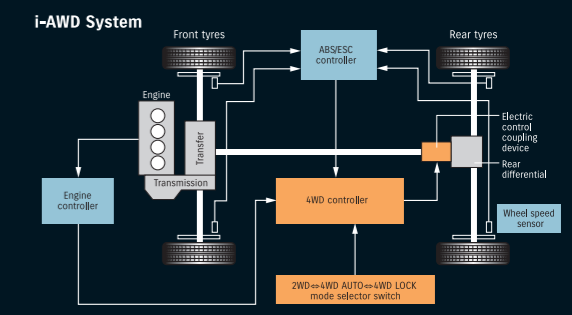 i-AWD System
Front tyres
Rear tyres
ABS/ESC
controller
Engine
Transfer
Transmission
Electric
control
coupling
device
Rear
differential
Engine
controller
4WD controller
Wheel speed
sensor
2WD⇔4WD AUTO⇔4WD LOCK
mode selector switch